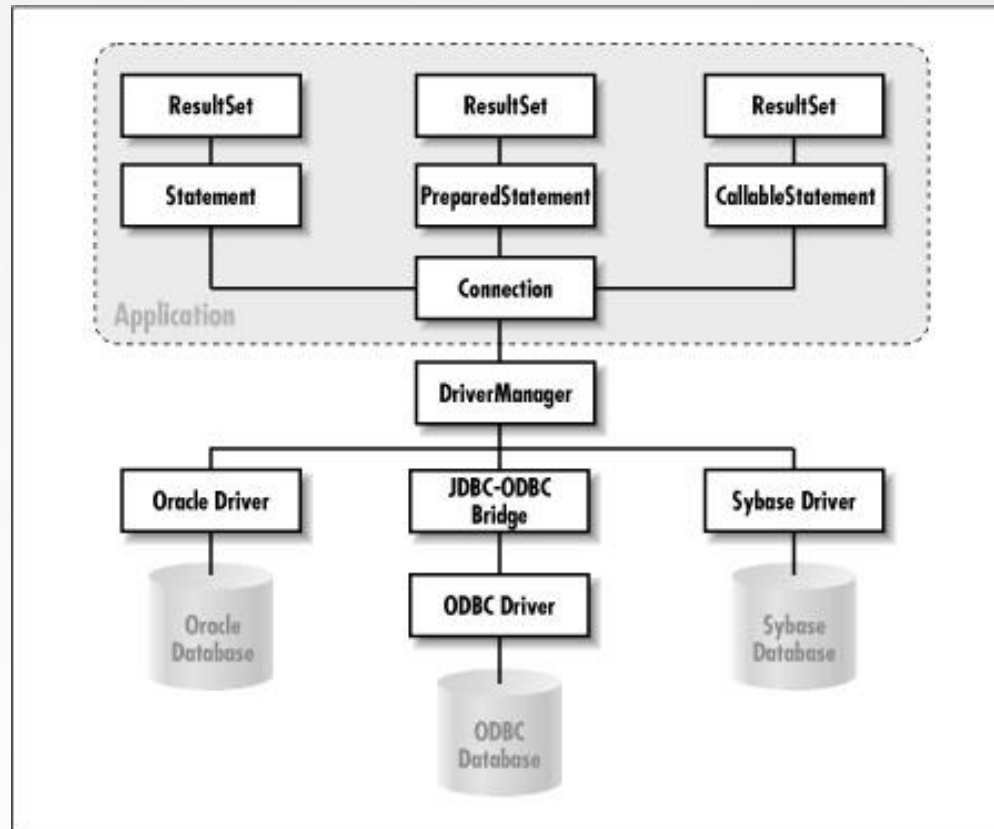 ResultSet
ResultSet
ResultSet
Statement
PreparedStatement
CallableStatement
Connection
Application
DriverManager
Oracle Driver
JDBC-ODBC
Bridge
Sybase Driver
Oracle
Database
ODBC Driver
Sybase
Database
ODBC
Database